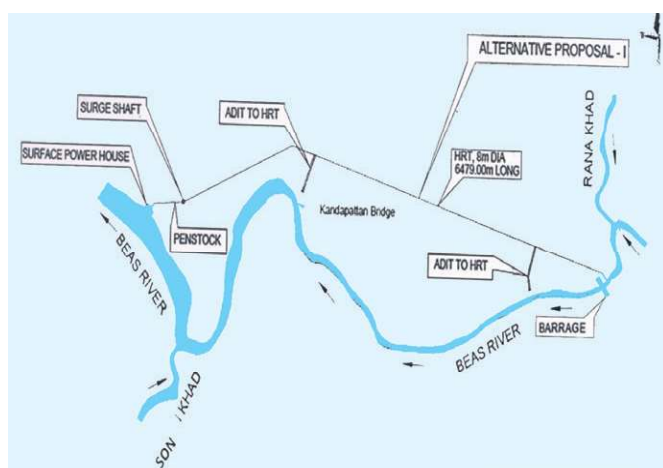 ALTERNATIVE PROPOSAL - I
SURGE SHAFT
ADIT TO HRT
SURFACE POWER HOUSE
HRT, 8m DIA
6479.00m LONG
RANA KHAD
Kandapattan Bridge
PENSTOCK
BEAS RIVER
ADIT TO HRT
BARRAGE
BEAS RIVER
SON KHAD